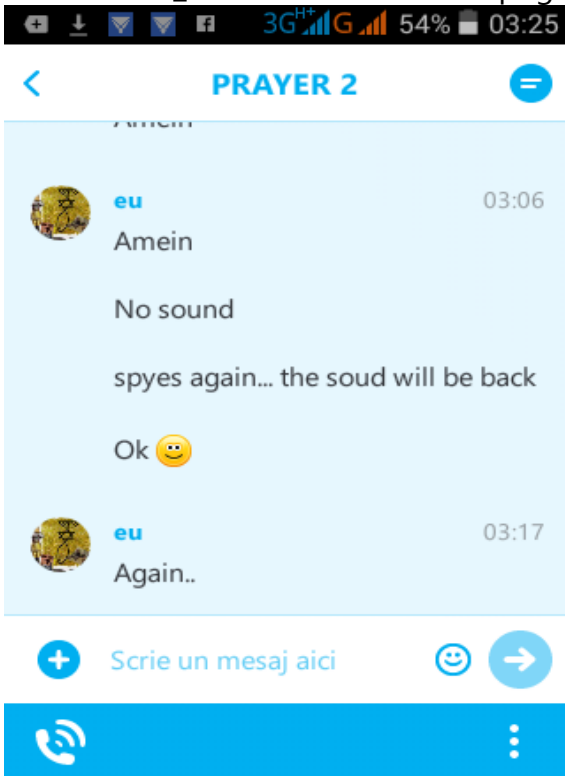 3G H+ G 54% 03:25
PRAYER 2
Amein
eu 03:06
Amein
No sound
spyes again... the soud will be back
Ok
eu 03:17
Again..
Scrie un mesaj aici